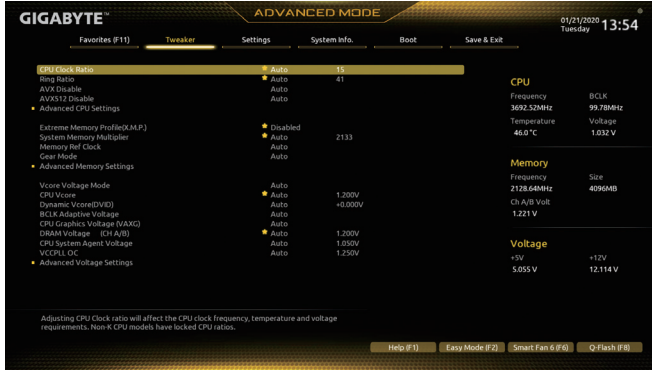 GIGABYTE™
ADVANCED MODE
01/21/2020 13:54
Tuesday
Favorites (F11) Tweaker Settings System Info. Boot Save & Exit
CPU Clock Ratio Auto 15
Ring Ratio Auto 41
AVX Disable Auto
AVX512 Disable Auto
Advanced CPU Settings
Extreme Memory Profile(X.M.P.) Disabled
System Memory Multiplier Auto 2133
Memory Ref Clock Auto
Gear Mode Auto
Advanced Memory Settings
Vcore Voltage Mode Auto
CPU Vcore Auto 1.200V
Dynamic Vcore(DVID) Auto +0.000V
BCLK Adaptive Voltage Auto
CPU Graphics Voltage (VAXG) Auto
DRAM Voltage (CH A/B) Auto 1.200V
CPU System Agent Voltage Auto 1.050V
VCCPLL OC Auto 1.250V
Advanced Voltage Settings
CPU
Frequency BCLK
3692.52MHz 99.78MHz
Temperature Voltage
46.0 °C 1.032 V
Memory
Frequency Size
2128.64MHz 4096MB
Ch A/B Volt
1.221 V
Voltage
+5V +12V
5.055 V 12.114 V
Adjusting CPU Clock ratio will affect the CPU clock frequency, temperature and voltage
requirements. Non-K CPU models have locked CPU ratios.
Help (F1) Easy Mode (F2) Smart Fan 6 (F6) Q-Flash (F8)